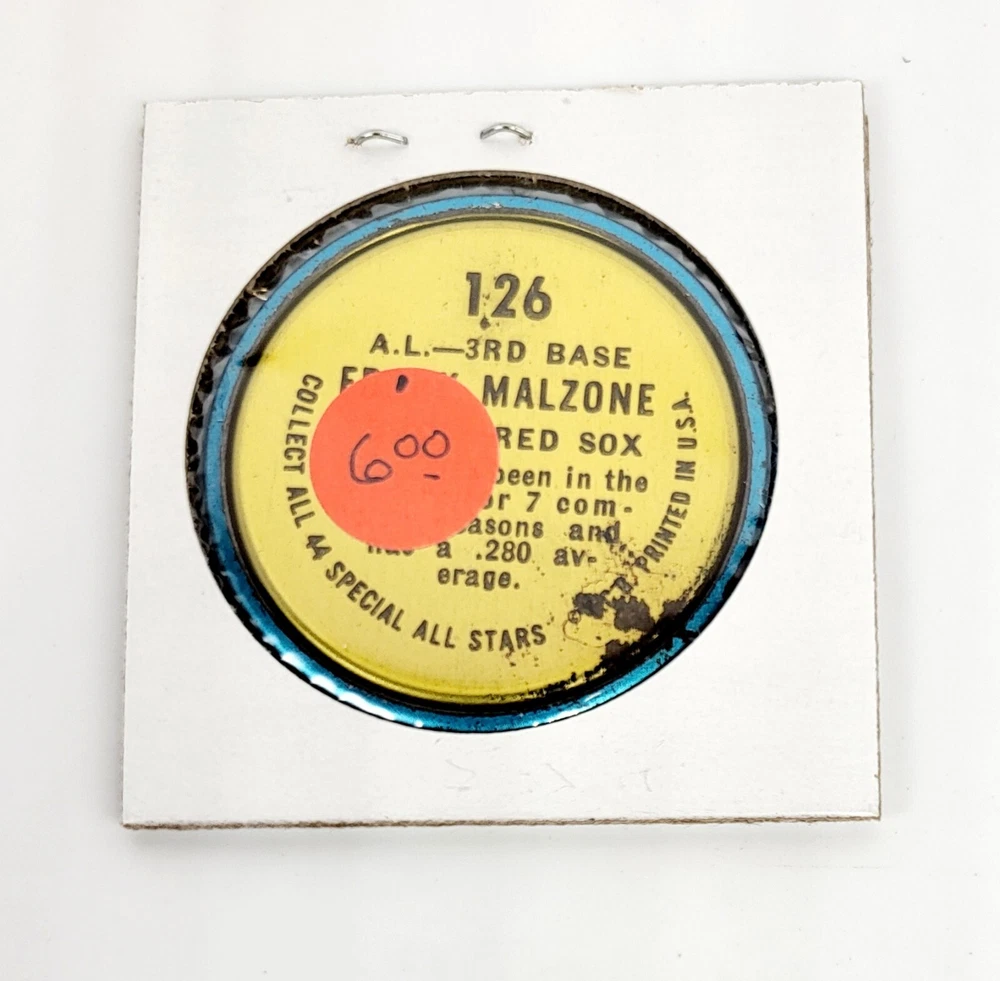 126
A.L.—3RD BASE
MALZONE
RED SOX
been in the
7 com-
and
a .280 av-
erage.
COLLECT ALL 44 SPECIAL ALL STARS
PRINTED IN U.S.A.
6 00